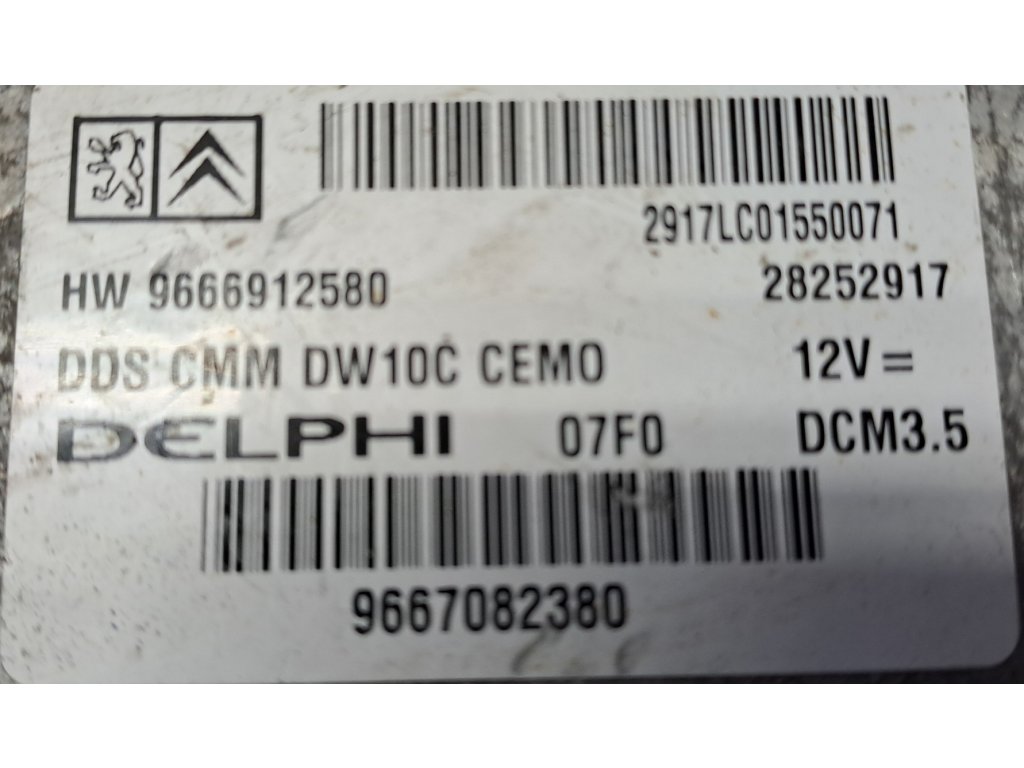 2917LC01550071
HW 9666912580 28252917
DDS CMM DW10C CEMO 12V=
DELPHI 07F0 DCM3.5
9667082380